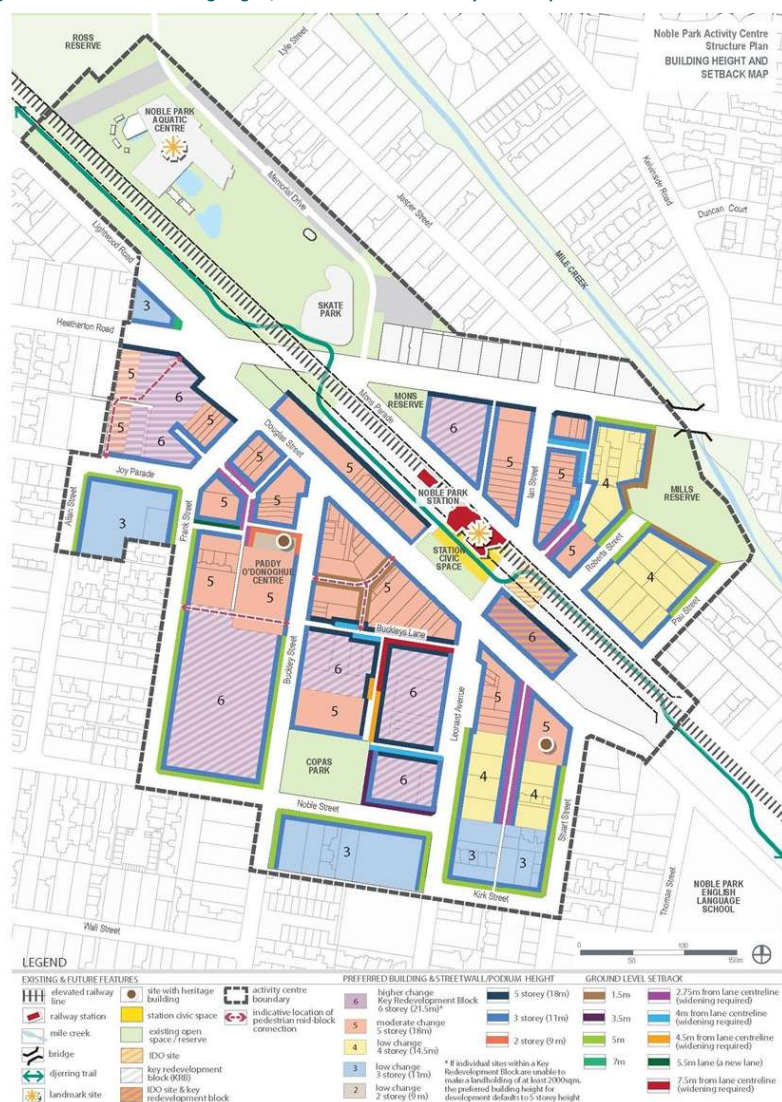 Noble Park Activity Centre
Structure Plan
BUILDING HEIGHT AND
SETBACK MAP
ROSS
RESERVE
Lyle Street
NOBLE PARK
AQUATIC
CENTRE
Memorial Drive
Jasper Street
Kelvinside Road
Duncan Court
MILE CREEK
Lightwood Road
SKATE
PARK
3
Heatherton Road
Mons Parade
MONS
RESERVE
5
6
5
5
6
Douglas Street
5
5
6
5
Ian Street
5
4
MILLS
RESERVE
Joy Parade
Allan Street
3
Frank Street
5
5
NOBLE PARK
STATION
STATION
CIVIC
SPACE
5
Roberts Street
4
Pau Street
PADDY
O'DONOGHUE
CENTRE
5
5
5
5
Buckleys Lane
6
6
Buckley Street
6
5
6
Leonard Avenue
5
5
COPAS
PARK
6
4
4
Noble Street
3
3
3
Stuart Street
Kirk Street
Thomas Street
NOBLE PARK
ENGLISH
LANGUAGE
SCHOOL
Wall Street
0 50 100 150m
LEGEND
EXISTING & FUTURE FEATURES
elevated railway
line
railway station
mile creek
bridge
djerring trail
landmark site
site with heritage
building
station civic space
existing open
space / reserve
IDO site
key redevelopment
block (KRB)
IDO site & key
redevelopment block
activity centre
boundary
indicative location of
pedestrian mid-block
connection
PREFERRED BUILDING & STREETWALL/PODIUM HEIGHT
6 higher change
Key Redevelopment Block
6 storey (21.5m)*
5 moderate change
5 storey (18m)
4 low change
4 storey (14.5m)
3 low change
3 storey (11m)
2 low change
2 storey (9 m)
5 storey (18m)
3 storey (11m)
2 storey (9 m)
* If individual sites within a Key
Redevelopment Block are unable to
make a landholding of at least 2000sqm,
the preferred building height for
development defaults to 5 storey height
GROUND LEVEL SETBACK
1.5m
3.5m
5m
7m
2.75m from lane centreline
(widening required)
4m from lane centreline
(widening required)
4.5m from lane centreline
(widening required)
5.5m lane (a new lane)
7.5m from lane centreline
(widening required)